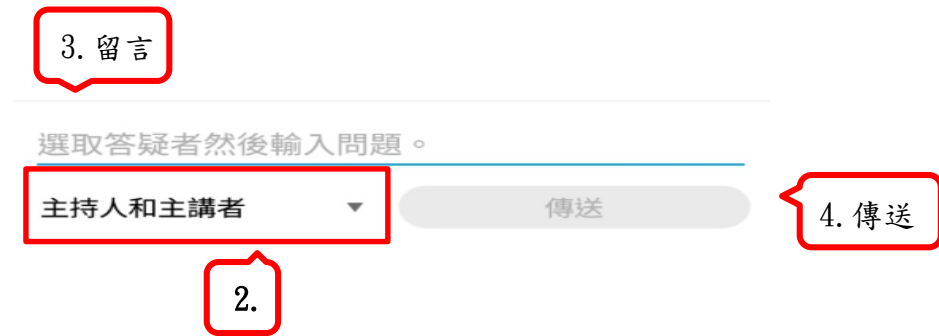 3. 留言
選取答疑者然後輸入問題。
主持人和主講者
傳送
4. 傳送
2.